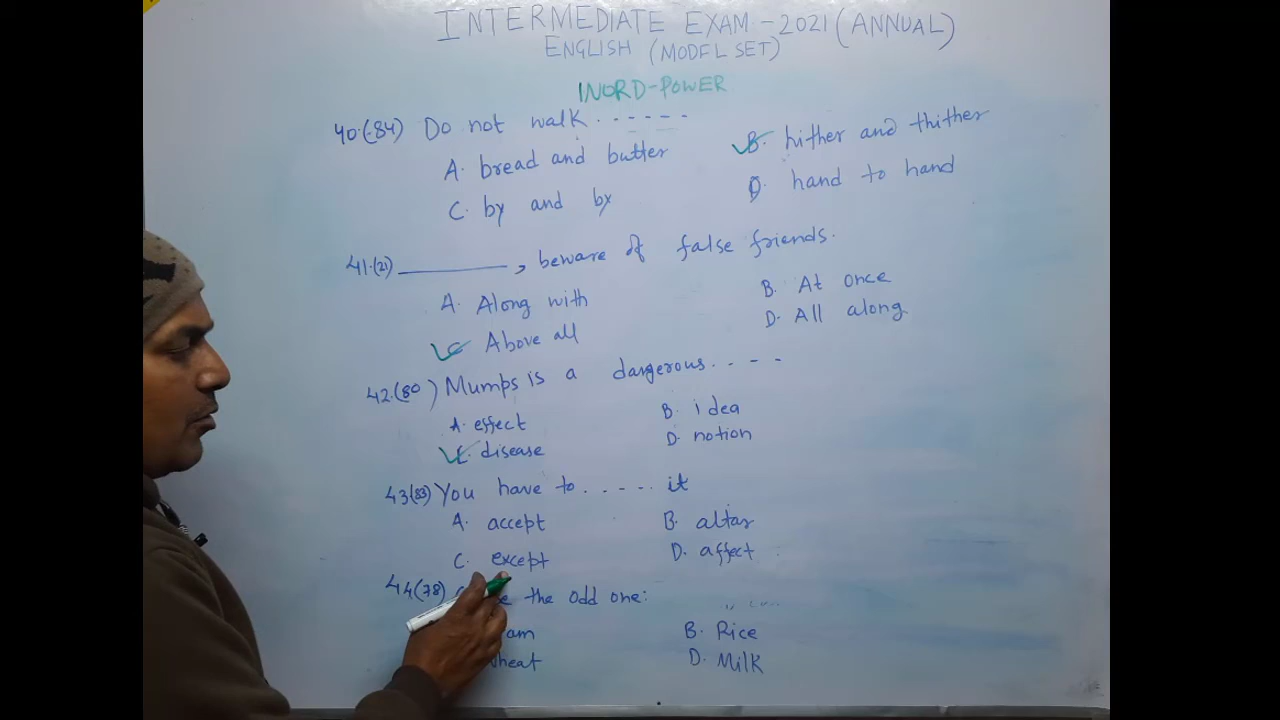 INTERMEDIATE EXAM - 2021 (ANNUAL)
ENGLISH (MODEL SET)
WORD-POWER
40.(84) Do not walk ......
A. bread and butter B. hither and thither
C. by and by D. hand to hand
41.(21) ________, beware of false friends.
A. Along with B. At once
C Above all D. All along.
42.(80) Mumps is a dangerous.....
A. effect B. idea
C. disease D. notion
43(83) You have to ..... it
A. accept B. altar
C. except D. affect
44(78) the odd one:
B. Rice
D. Milk